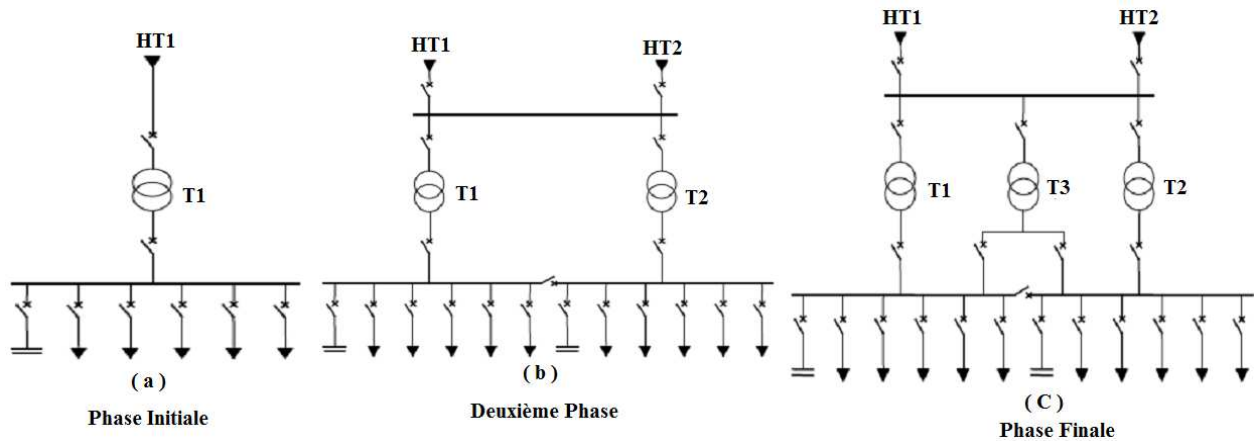 HT1
T1
( a )
Phase Initiale
HT1 HT2
T1 T2
( b )
Deuxième Phase
HT1 HT2
T1 T3 T2
( C )
Phase Finale